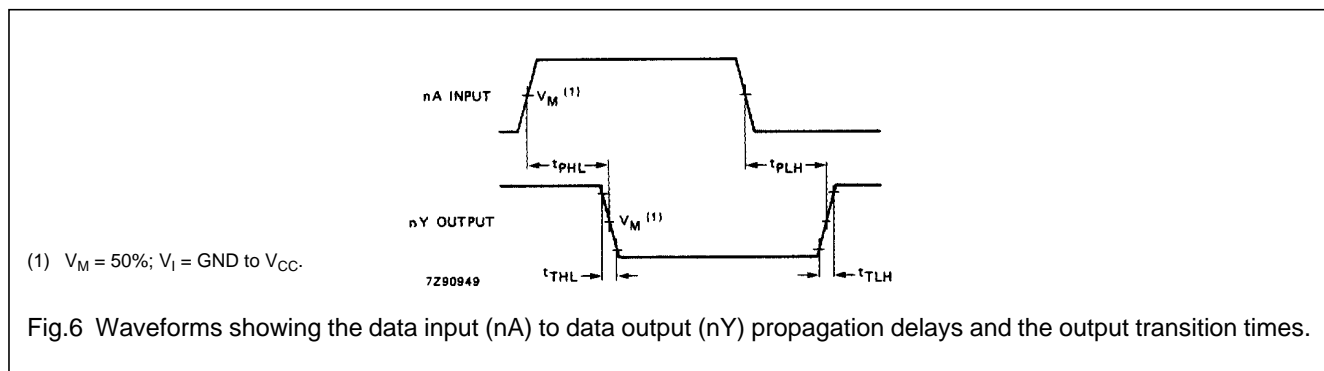 nA INPUT
V_M (1)
t_PHL
t_PLH
nY OUTPUT
V_M (1)
(1) V_M = 50%; V_I = GND to V_CC.
7Z90949
t_THL
t_TLH
Fig.6 Waveforms showing the data input (nA) to data output (nY) propagation delays and the output transition times.